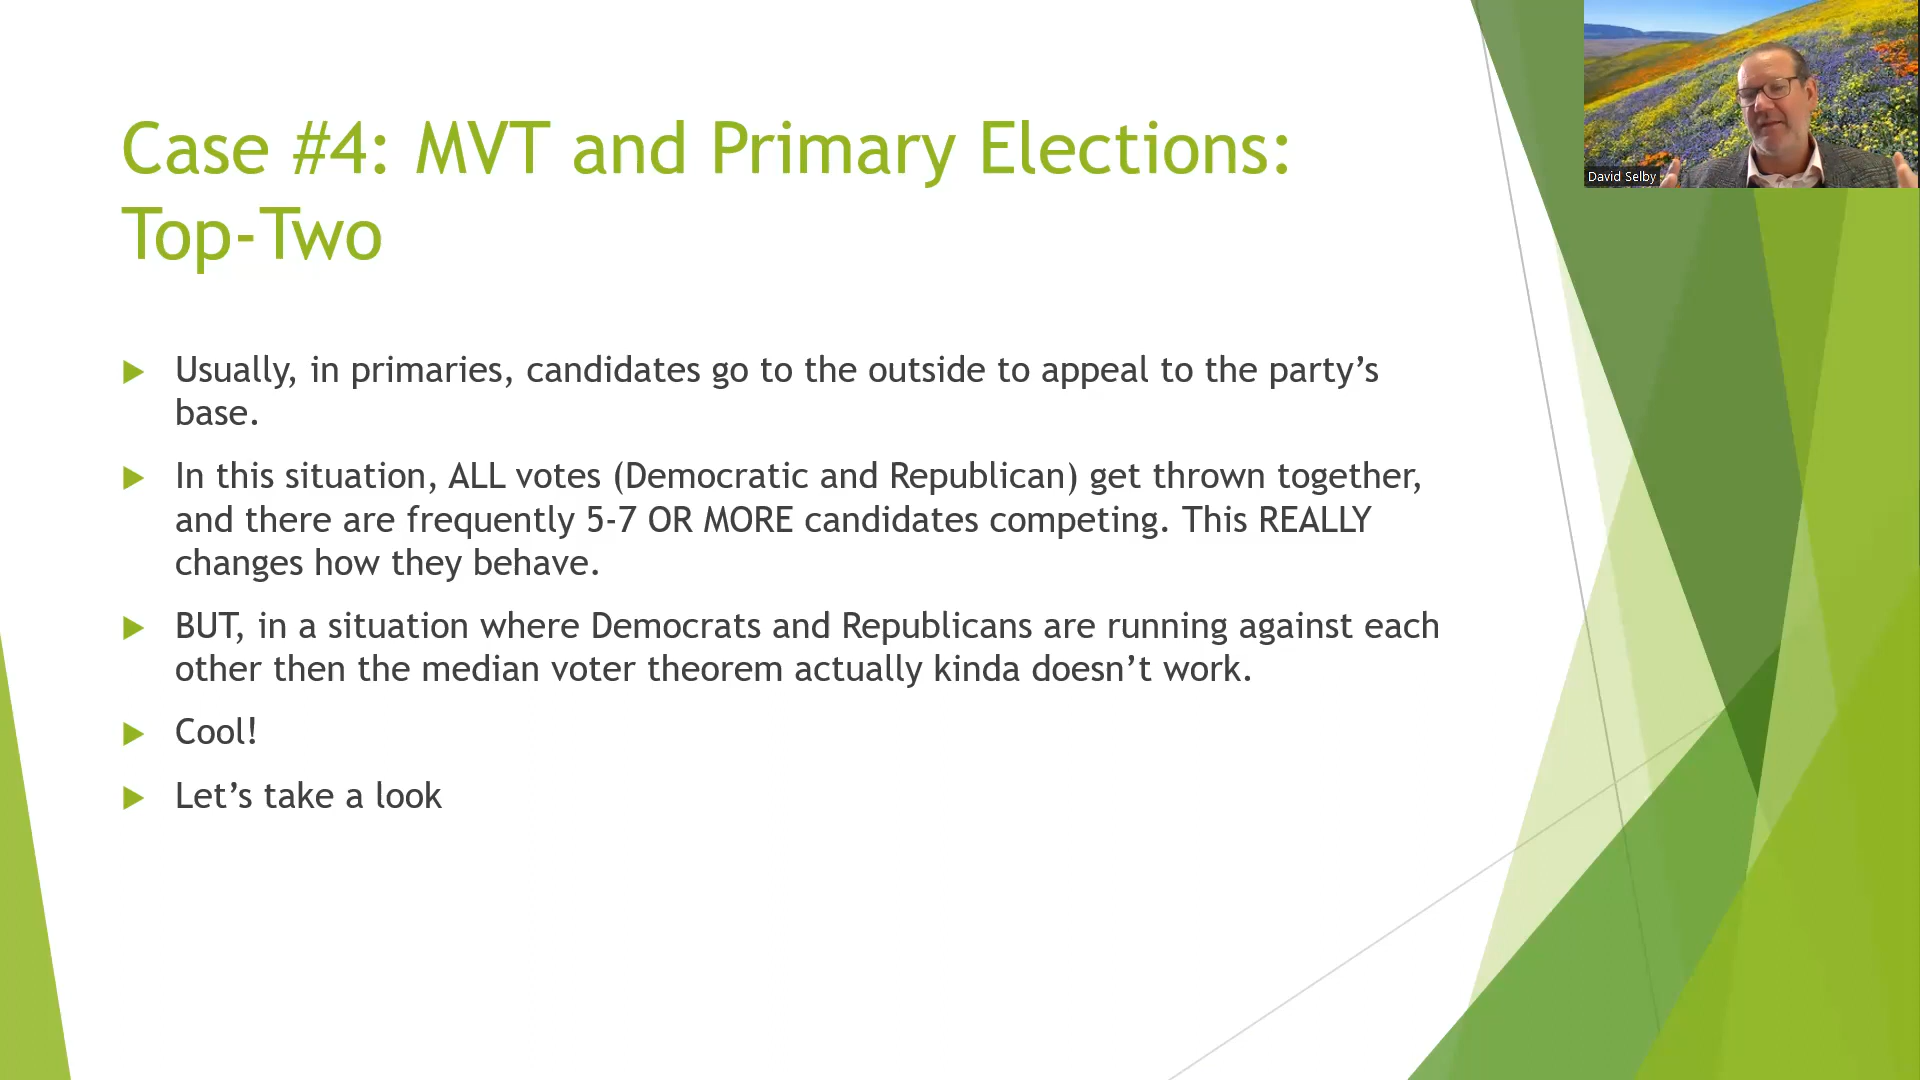 Case #4: MVT and Primary Elections:
Top-Two
Usually, in primaries, candidates go to the outside to appeal to the party’s
base.
In this situation, ALL votes (Democratic and Republican) get thrown together,
and there are frequently 5-7 OR MORE candidates competing. This REALLY
changes how they behave.
BUT, in a situation where Democrats and Republicans are running against each
other then the median voter theorem actually kinda doesn’t work.
Cool!
Let’s take a look
David Selby